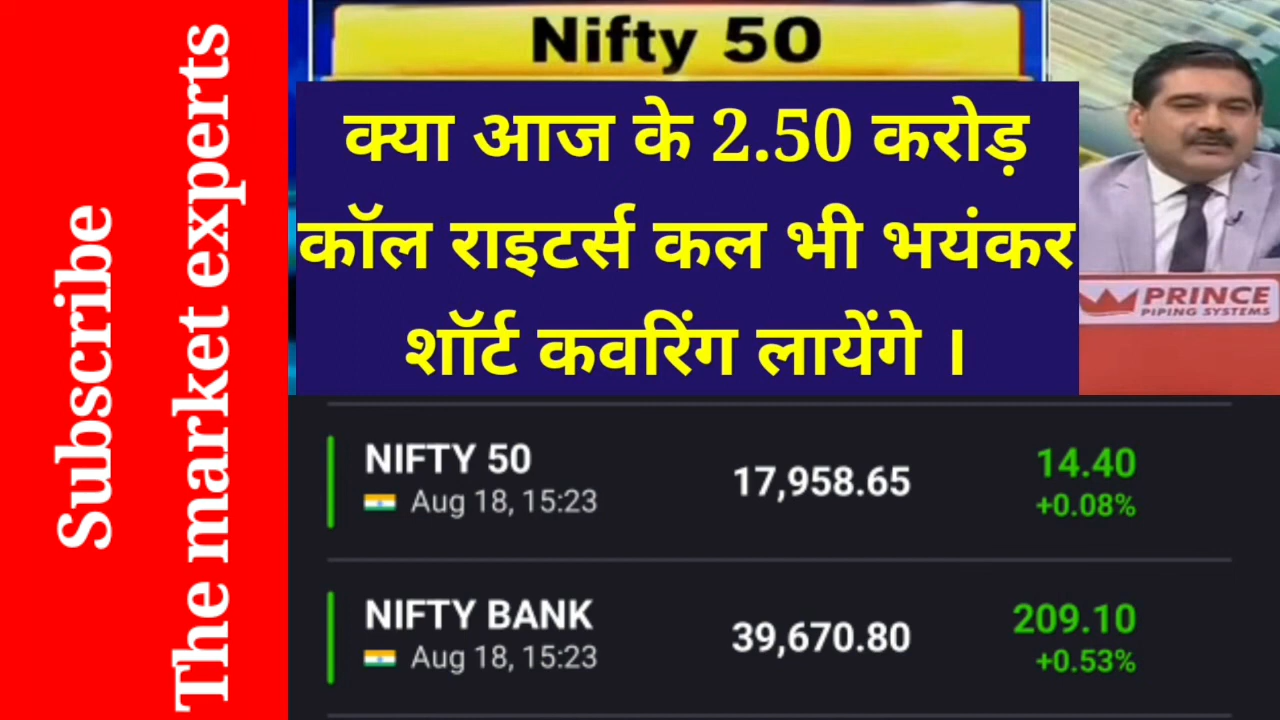 Subscribe
The market experts
Nifty 50
क्या आज के 2.50 करोड़
कॉल राइटर्स कल भी भयंकर
शॉर्ट कवरिंग लायेंगे ।
PRINCE
PIPING SYSTEMS
NIFTY 50
17,958.65
14.40
Aug 18, 15:23
+0.08%
NIFTY BANK
39,670.80
209.10
Aug 18, 15:23
+0.53%